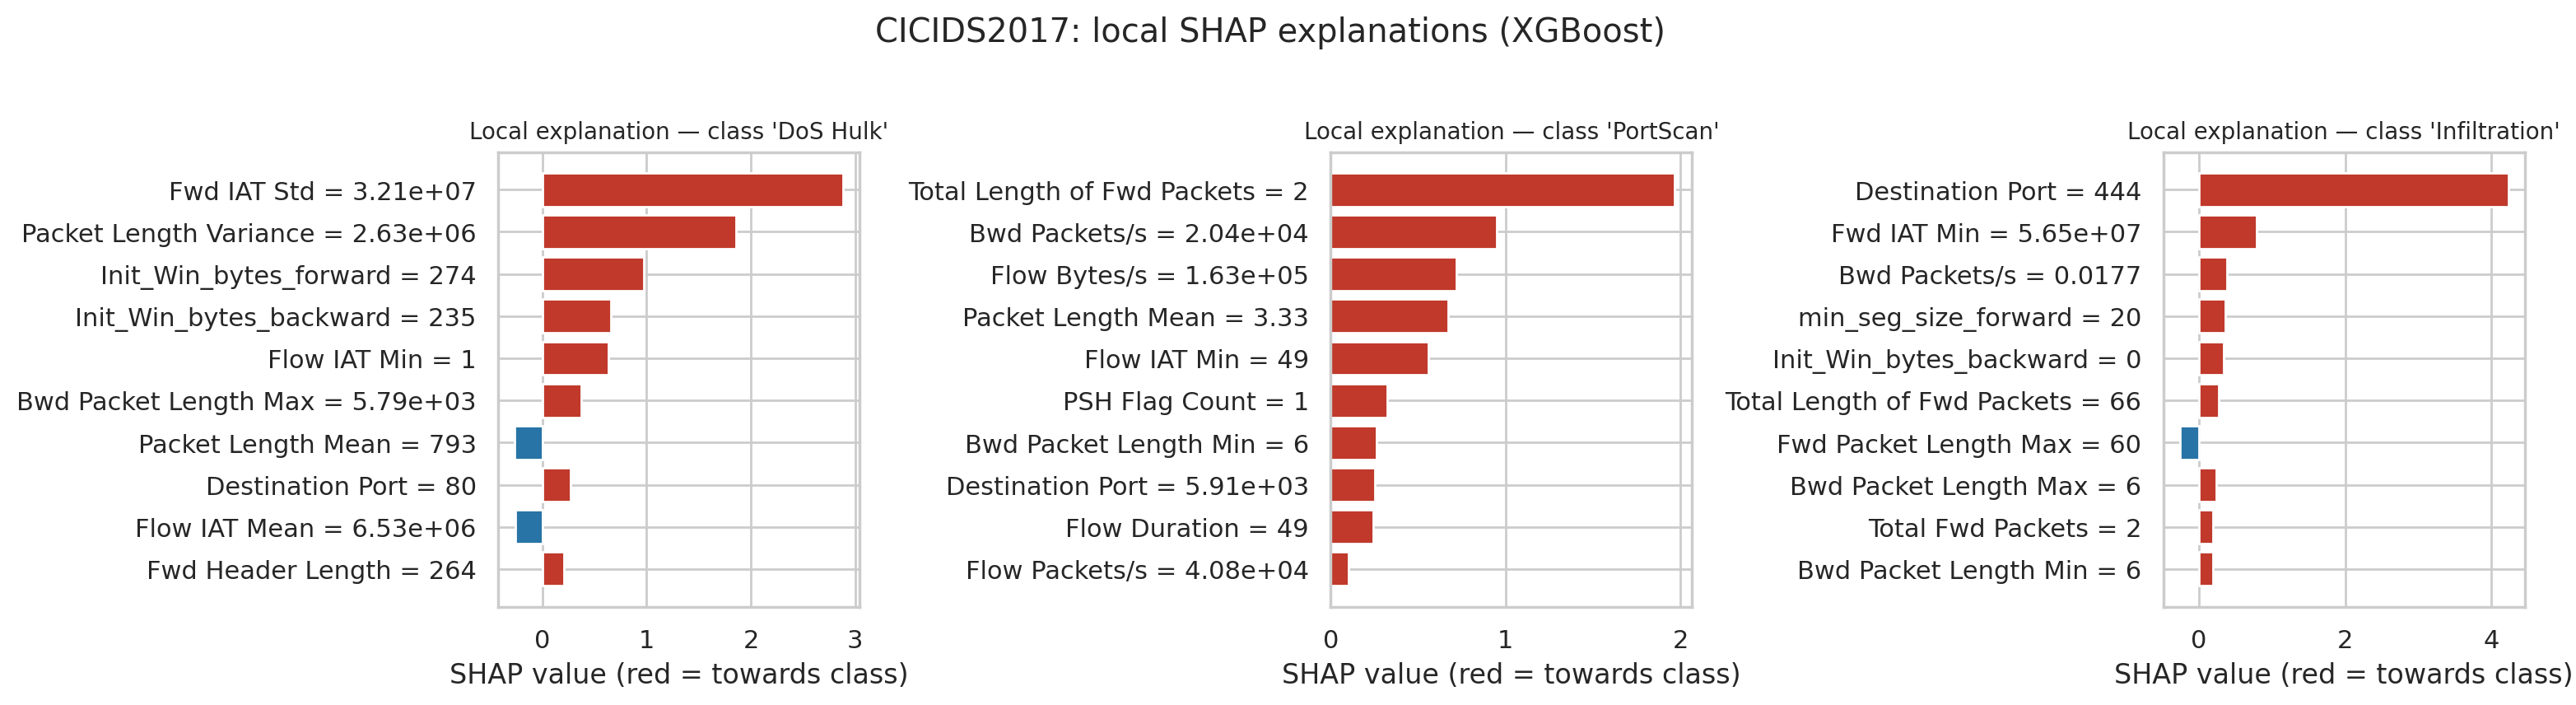 CICIDS2017: local SHAP explanations (XGBoost)
Local explanation — class 'DoS Hulk'
Fwd IAT Std = 3.21e+07
Packet Length Variance = 2.63e+06
Init_Win_bytes_forward = 274
Init_Win_bytes_backward = 235
Flow IAT Min = 1
Bwd Packet Length Max = 5.79e+03
Packet Length Mean = 793
Destination Port = 80
Flow IAT Mean = 6.53e+06
Fwd Header Length = 264
0 1 2 3
SHAP value (red = towards class)
Local explanation — class 'PortScan'
Total Length of Fwd Packets = 2
Bwd Packets/s = 2.04e+04
Flow Bytes/s = 1.63e+05
Packet Length Mean = 3.33
Flow IAT Min = 49
PSH Flag Count = 1
Bwd Packet Length Min = 6
Destination Port = 5.91e+03
Flow Duration = 49
Flow Packets/s = 4.08e+04
0 1 2
SHAP value (red = towards class)
Local explanation — class 'Infiltration'
Destination Port = 444
Fwd IAT Min = 5.65e+07
Bwd Packets/s = 0.0177
min_seg_size_forward = 20
Init_Win_bytes_backward = 0
Total Length of Fwd Packets = 66
Fwd Packet Length Max = 60
Bwd Packet Length Max = 6
Total Fwd Packets = 2
Bwd Packet Length Min = 6
0 2 4
SHAP value (red = towards class)